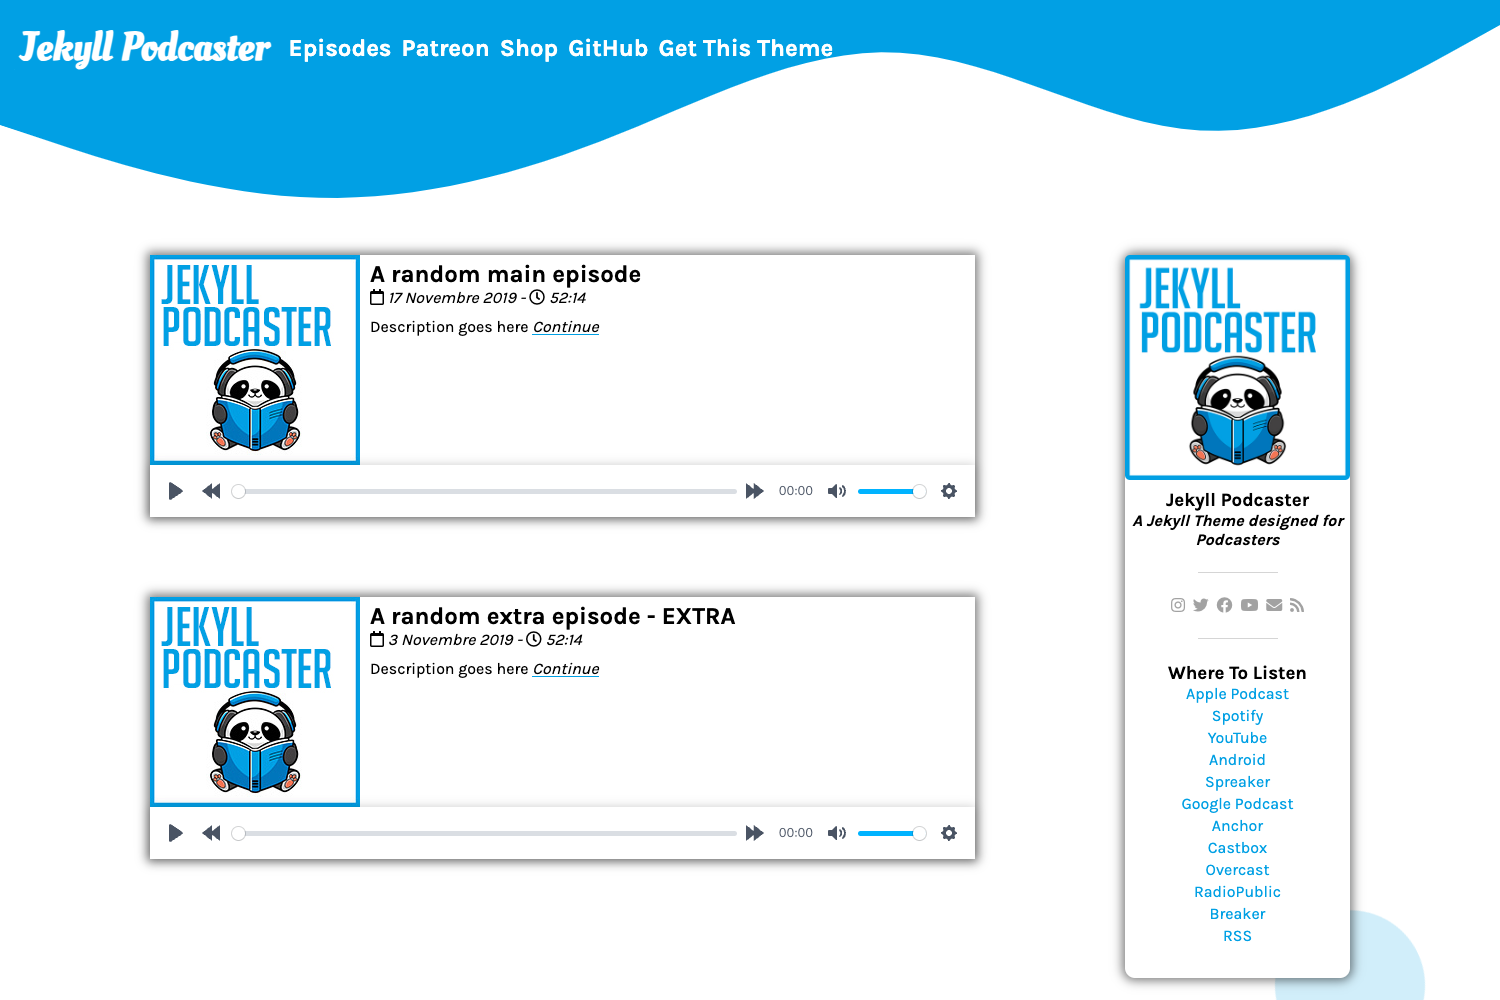 Jekyll Podcaster
Episodes Patreon Shop GitHub Get This Theme
JEKYLL
PODCASTER
A random main episode
17 Novembre 2019 - 52:14
Description goes here Continue
00:00
JEKYLL
PODCASTER
A random extra episode - EXTRA
3 Novembre 2019 - 52:14
Description goes here Continue
00:00
JEKYLL
PODCASTER
Jekyll Podcaster
A Jekyll Theme designed for
Podcasters
Where To Listen
Apple Podcast
Spotify
YouTube
Android
Spreaker
Google Podcast
Anchor
Castbox
Overcast
RadioPublic
Breaker
RSS